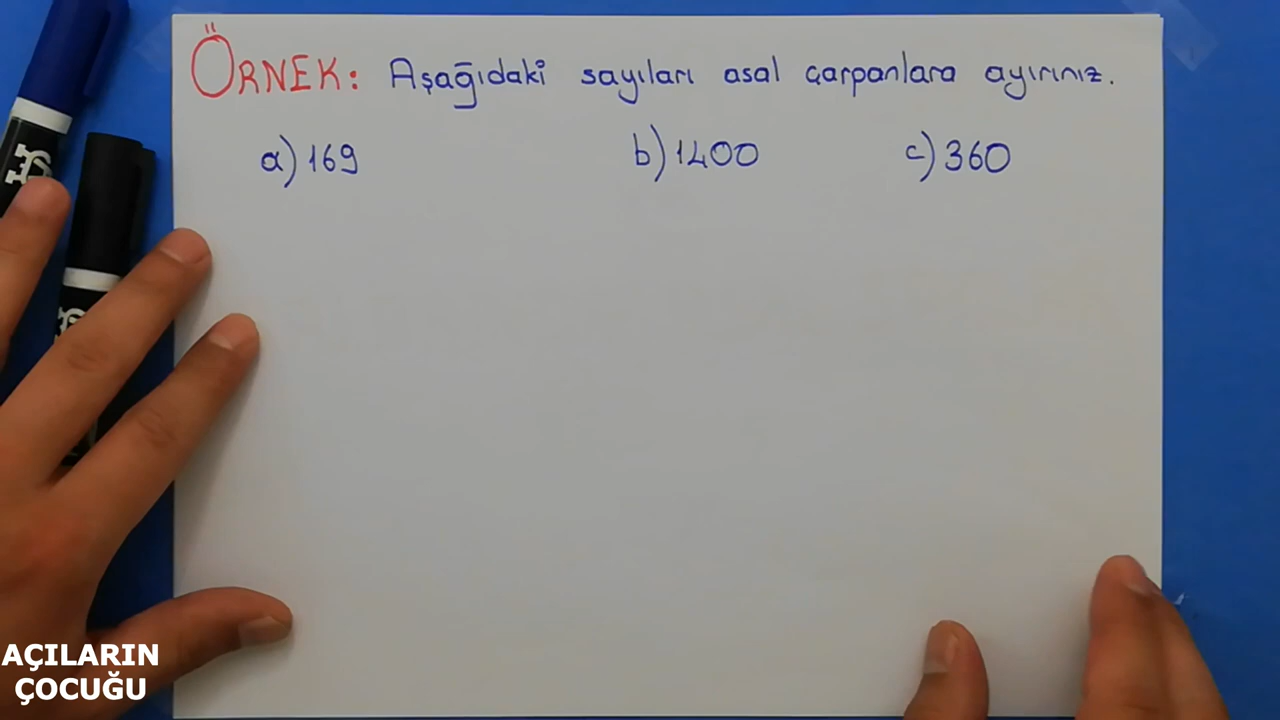 ÖRNEK: Aşağıdaki sayıları asal çarpanlara ayırınız.
a) 169 b) 1400 c) 360
AÇILARIN
ÇOCUĞU